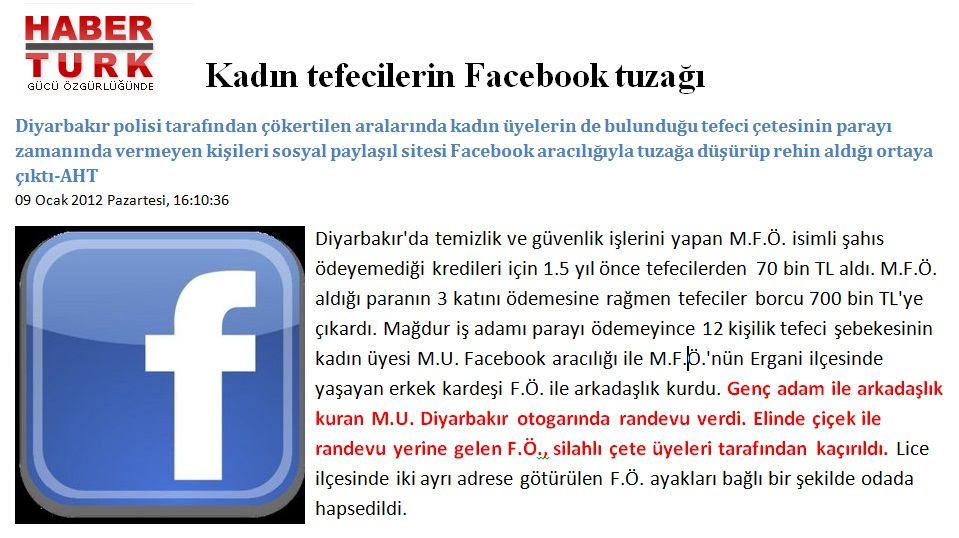 HABER
TURK
GÜCÜ ÖZGÜRLÜĞÜNDE
Kadın tefecilerin Facebook tuzağı
Diyarbakır polisi tarafından çökertilen aralarında kadın üyelerin de bulunduğu tefeci çetesinin parayı
zamanında vermeyen kişileri sosyal paylaşıl sitesi Facebook aracılığıyla tuzağa düşürüp rehin aldığı ortaya
çıktı-AHT
09 Ocak 2012 Pazartesi, 16:10:36
f
Diyarbakır'da temizlik ve güvenlik işlerini yapan M.F.Ö. isimli şahıs
ödeyemediği kredileri için 1.5 yıl önce tefecilerden 70 bin TL aldı. M.F.Ö.
aldığı paranın 3 katını ödemesine rağmen tefeciler borcu 700 bin TL'ye
çıkardı. Mağdur iş adamı parayı ödemeyince 12 kişilik tefeci şebekesinin
kadın üyesi M.U. Facebook aracılığı ile M.F.Ö.'nün Ergani ilçesinde
yaşayan erkek kardeşi F.Ö. ile arkadaşlık kurdu. Genç adam ile arkadaşlık
kuran M.U. Diyarbakır otogarında randevu verdi. Elinde çiçek ile
randevu yerine gelen F.Ö., silahlı çete üyeleri tarafından kaçırıldı. Lice
ilçesinde iki ayrı adrese götürülen F.Ö. ayakları bağlı bir şekilde odada
hapsedildi.